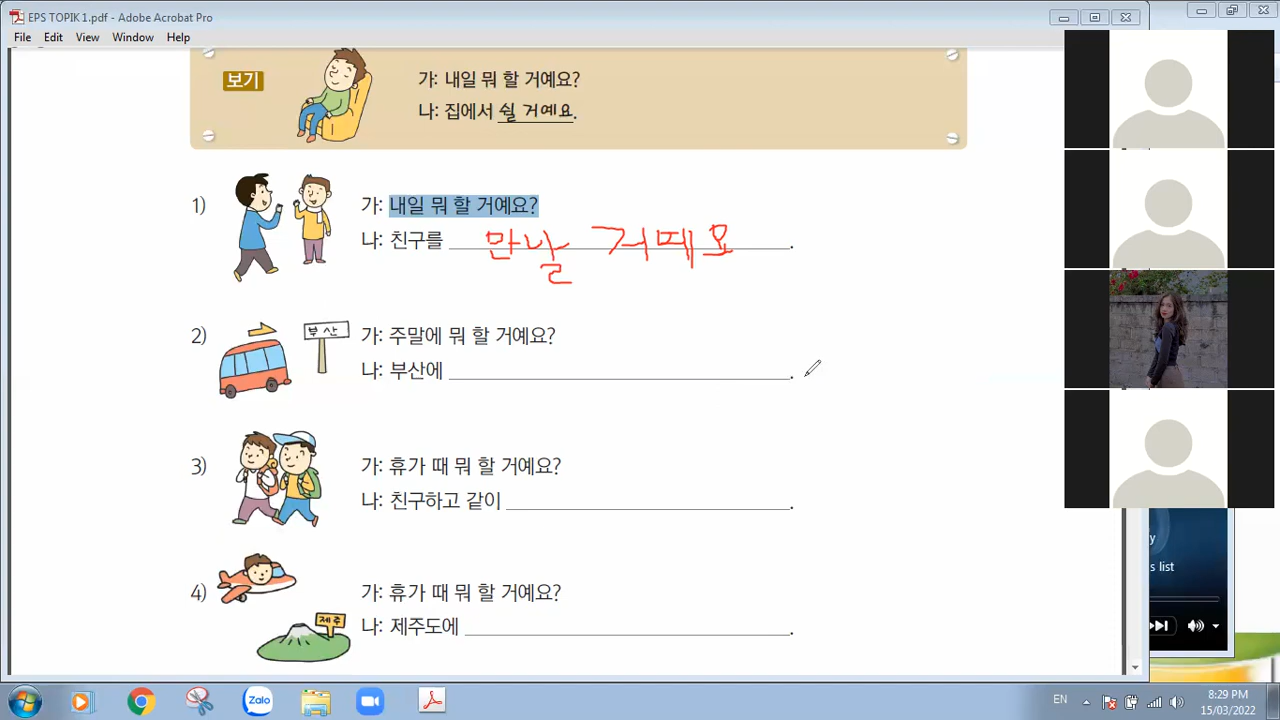 EPS TOPIK 1.pdf - Adobe Acrobat Pro
File Edit View Window Help
보기
가: 내일 뭐 할 거예요?
나: 집에서 쉴 거예요.
1)
가: 내일 뭐 할 거예요?
나: 친구를 만날 거예요.
2)
부산
가: 주말에 뭐 할 거예요?
나: 부산에 .
3)
가: 휴가 때 뭐 할 거예요?
나: 친구하고 같이 .
4)
제주
가: 휴가 때 뭐 할 거예요?
나: 제주도에 .
s list
Zalo
EN
8:29 PM
15/03/2022